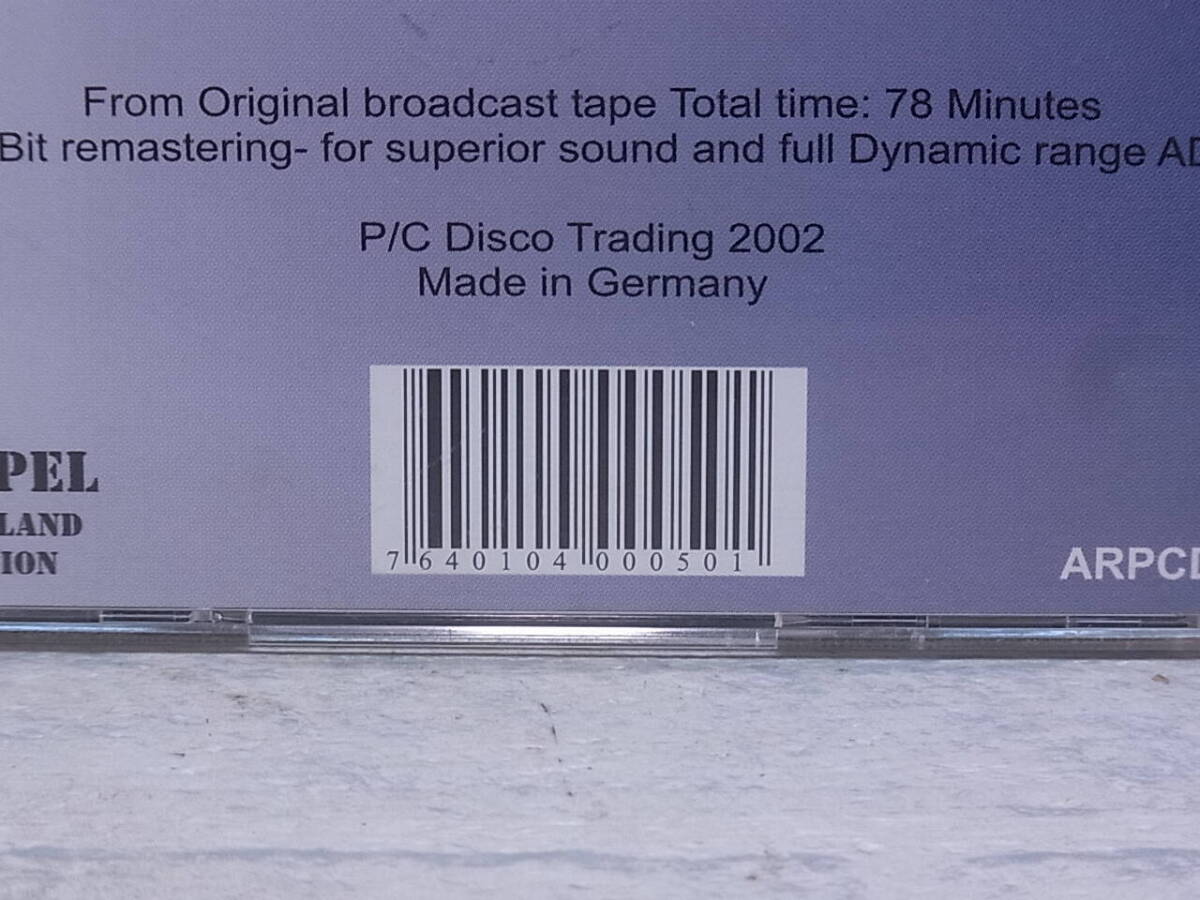 From Original broadcast tape Total time: 78 Minutes
Bit remastering- for superior sound and full Dynamic range AD
P/C Disco Trading 2002
Made in Germany
7 640104 000501
PEL
LAND
ION
ARPCD